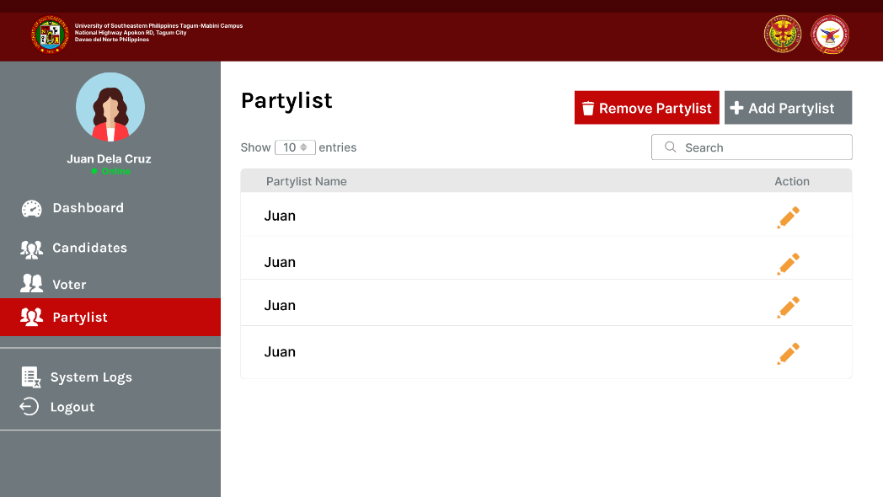 University of Southeastern Philippines Tagum-Mabini Campus
National Highway Apokon RD, Tagum City
Davao del Norte Philippines
Juan Dela Cruz
Online
Dashboard
Candidates
Voter
Partylist
System Logs
Logout
Partylist
Remove Partylist
Add Partylist
Show 10 entries
Search
Partylist Name Action
Juan
Juan
Juan
Juan